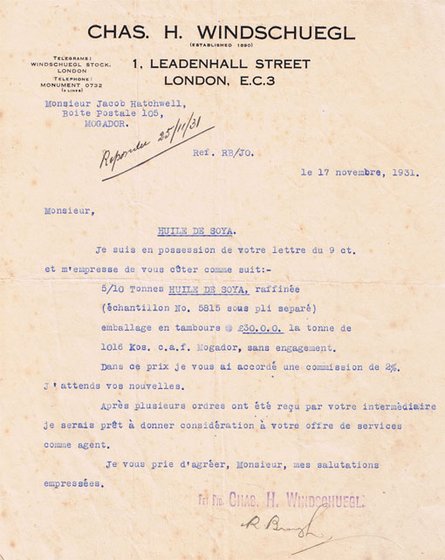 CHAS. H. WINDSCHUEGL
(ESTABLISHED 1890)
TELEGRAMS:
WINDSCHUEGL STOCK.
LONDON
TELEPHONE:
MONUMENT 0732
(3 LINES)
1, LEADENHALL STREET
LONDON, E.C.3
Monsieur Jacob Hatchwell,
Boite Postale 105,
MOGADOR.
25/11/31
Ref. RB/JO.
le 17 novembre, 1931.
Monsieur,
HUILE DE SOYA.
Je suis en possession de votre lettre du 9 ct.
et m'empresse de vous côter comme suit:-
5/10 Tonnes HUILE DE SOYA, raffinée
(échantillon No. 5815 sous pli separé)
emballage en tambours @ £30.0.0. la tonne de
1016 Kos. c.a.f. Mogador, sans engagement.
Dans ce prix je vous ai accordé une commission de 2%.
j'attends vos nouvelles.
Après plusieurs ordres ont été reçu par votre intermédiaire
je serais prêt à donner considération à votre offre de services
comme agent.
Je vous prie d'agréer, Monsieur, mes salutations
empressées.
CHAS. H. WINDSCHUEGL.